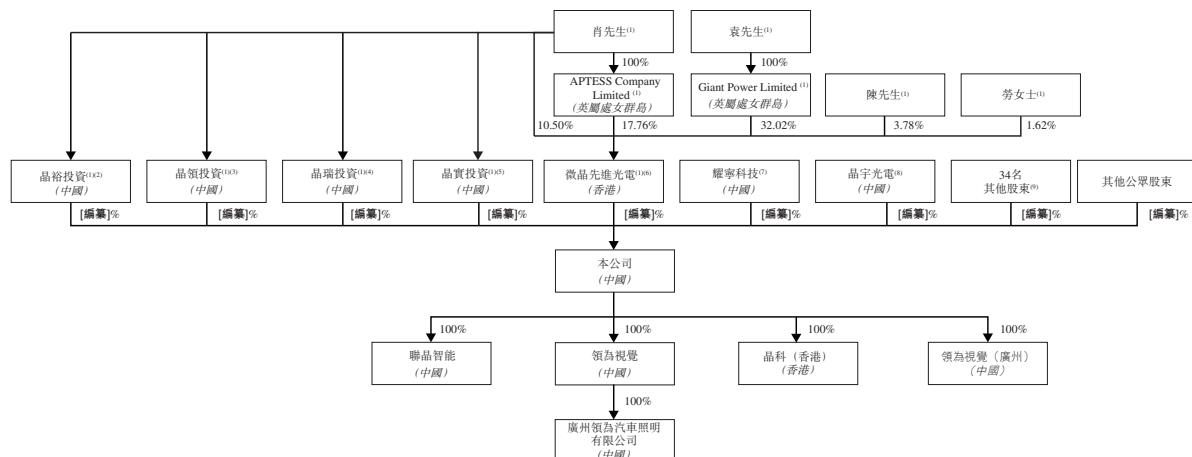 肖先生(1)
袁先生(1)
100%
100%
APTESS Company
Limited (1)
(英屬處女群島)
Giant Power Limited (1)
(英屬處女群島)
陳先生(1)
勞女士(1)
10.50%
17.76%
32.02%
3.78%
1.62%
晶裕投資(1)(2)
(中國)
晶領投資(1)(3)
(中國)
晶瑞投資(1)(4)
(中國)
晶實投資(1)(5)
(中國)
微晶先進光電(1)(6)
(香港)
耀寧科技(7)
(中國)
晶宇光電(8)
(中國)
34名
其他股東(9)
其他公眾股東
[編纂]%
[編纂]%
[編纂]%
[編纂]%
[編纂]%
[編纂]%
[編纂]%
[編纂]%
[編纂]%
本公司
(中國)
100%
100%
100%
100%
聯晶智能
(中國)
領為視覺
(中國)
晶科（香港）
(香港)
領為視覺（廣州）
（中國）
100%
廣州領為汽車照明
有限公司
(中國)